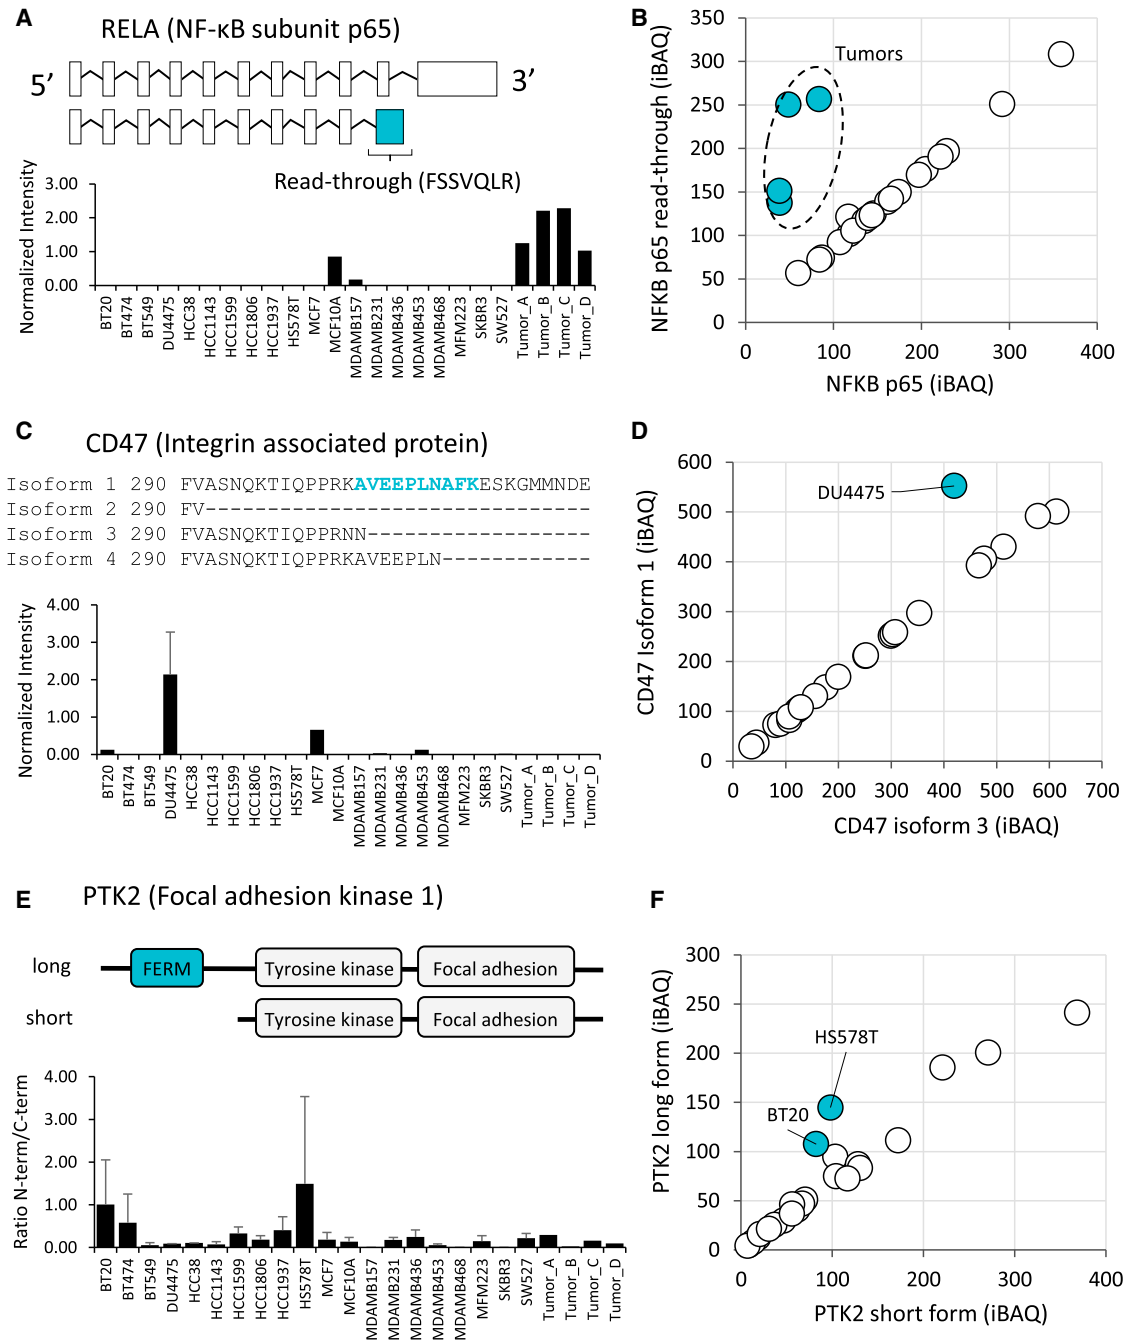 A
RELA (NF-κB subunit p65)
5’
3’
Read-through (FSSVQLR)
Normalized Intensity
3.00
2.00
1.00
0.00
BT20
BT474
BT549
DU4475
HCC38
HCC1143
HCC1599
HCC1806
HCC1937
HS578T
MCF7
MCF10A
MDAMB157
MDAMB231
MDAMB436
MDAMB453
MDAMB468
MFM223
SKBR3
SW527
Tumor_A
Tumor_B
Tumor_C
Tumor_D
B
NFKB p65 read-through (iBAQ)
350
300
250
200
150
100
50
0
Tumors
0
100
200
300
400
NFKB p65 (iBAQ)
C
CD47 (Integrin associated protein)
Isoform 1 290 FVASNQKTIQPPRKAVEEPLNAFKESKGMMNDE
Isoform 2 290 FV-------------------------------
Isoform 3 290 FVASNQKTIQPPRNN------------------
Isoform 4 290 FVASNQKTIQPPRKAVEEPLN------------
Normalized Intensity
4.00
3.00
2.00
1.00
0.00
BT20
BT474
BT549
DU4475
HCC38
HCC1143
HCC1599
HCC1806
HCC1937
HS578T
MCF7
MCF10A
MDAMB157
MDAMB231
MDAMB436
MDAMB453
MDAMB468
MFM223
SKBR3
SW527
Tumor_A
Tumor_B
Tumor_C
Tumor_D
D
CD47 Isoform 1 (iBAQ)
600
500
400
300
200
100
0
DU4475
0
100
200
300
400
500
600
700
CD47 isoform 3 (iBAQ)
E
PTK2 (Focal adhesion kinase 1)
long
FERM
Tyrosine kinase
Focal adhesion
short
Tyrosine kinase
Focal adhesion
Ratio N-term/C-term
4.00
3.00
2.00
1.00
0.00
BT20
BT474
BT549
DU4475
HCC38
HCC1143
HCC1599
HCC1806
HCC1937
HS578T
MCF7
MCF10A
MDAMB157
MDAMB231
MDAMB436
MDAMB453
MDAMB468
MFM223
SKBR3
SW527
Tumor_A
Tumor_B
Tumor_C
Tumor_D
F
PTK2 long form (iBAQ)
300
250
200
150
100
50
0
HS578T
BT20
0
100
200
300
400
PTK2 short form (iBAQ)